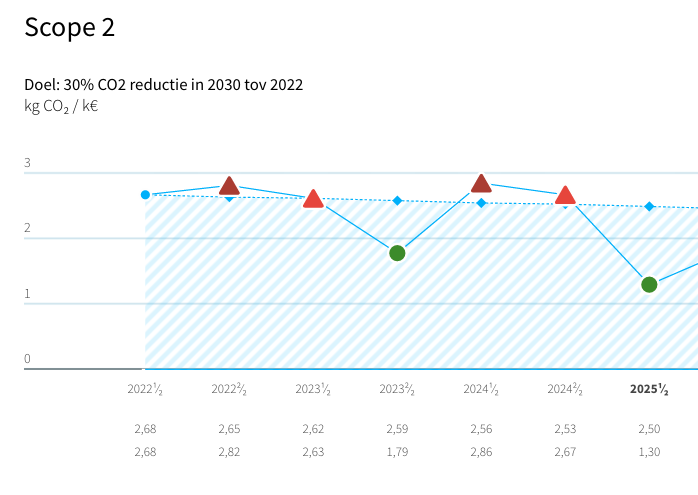 Scope 2
Doel: 30% CO2 reductie in 2030 tov 2022
kg CO₂ / k€
3
2
1
0
2022½ 2022²⁄₂ 2023½ 2023²⁄₂ 2024½ 2024²⁄₂ 2025½
2,68 2,65 2,62 2,59 2,56 2,53 2,50
2,68 2,82 2,63 1,79 2,86 2,67 1,30